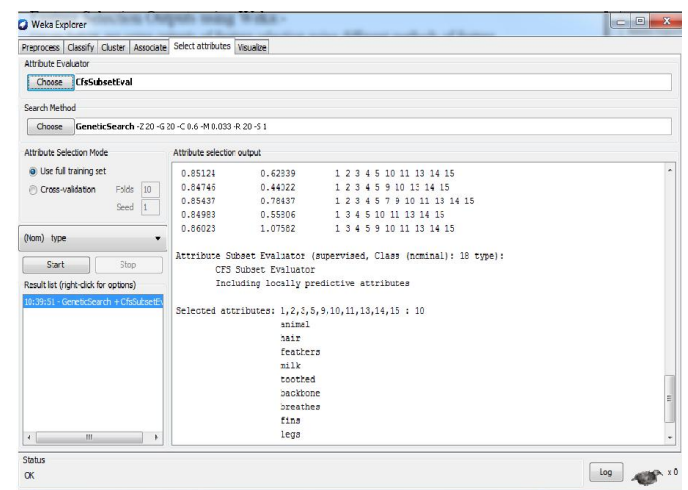 Weka Explorer
Preprocess Classify Cluster Associate Select attributes Visualize
Attribute Evaluator
Choose CfsSubsetEval
Search Method
Choose GeneticSearch -Z 20 -G 20 -C 0.6 -M 0.033 -R 20 -S 1
Attribute Selection Mode
Use full training set
Cross-validation Folds 10
Seed 1
(Nom) type
Start Stop
Result list (right-click for options)
10:39:51 - GeneticSearch + CfsSubsetEv
Attribute selection output
0.85124 0.62839 1 2 3 4 5 10 11 13 14 15
0.84746 0.44322 1 2 3 4 5 9 10 13 14 15
0.85437 0.78437 1 2 3 4 5 7 9 10 11 13 14 15
0.84983 0.55806 1 3 4 5 10 11 13 14 15
0.86023 1.07582 1 3 4 5 9 10 11 13 14 15
Attribute Subset Evaluator (supervised, Class (nominal): 18 type):
CFS Subset Evaluator
Including locally predictive attributes
Selected attributes: 1,2,3,5,9,10,11,13,14,15 : 10
animal
hair
feathers
milk
toothed
backbone
breathes
fins
legs
Status
OK
Log
x 0